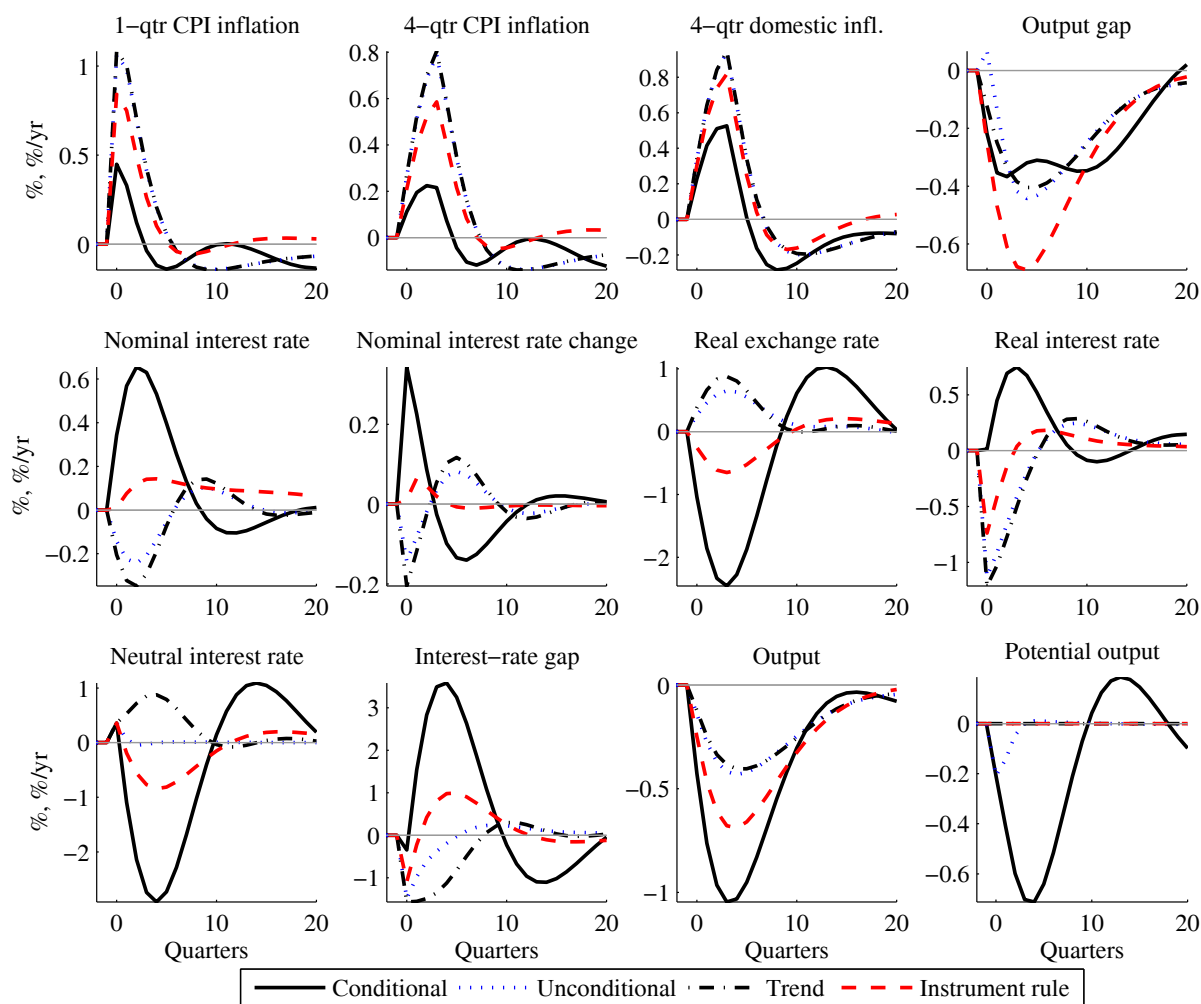 1−qtr CPI inflation
4−qtr CPI inflation
4−qtr domestic infl.
Output gap
%, %/yr
1
0.5
0
0 10 20
0.8
0.6
0.4
0.2
0
0 10 20
0.8
0.6
0.4
0.2
0
−0.2
0 10 20
0
−0.2
−0.4
−0.6
0 10 20
Nominal interest rate
Nominal interest rate change
Real exchange rate
Real interest rate
%, %/yr
0.6
0.4
0.2
0
−0.2
0 10 20
0.2
0
−0.2
0 10 20
1
0
−1
−2
0 10 20
0.5
0
−0.5
−1
0 10 20
Neutral interest rate
Interest−rate gap
Output
Potential output
%, %/yr
1
0
−1
−2
0 10 20
Quarters
3
2
1
0
−1
0 10 20
Quarters
0
−0.5
−1
0 10 20
Quarters
0
−0.2
−0.4
−0.6
0 10 20
Quarters
Conditional Unconditional Trend Instrument rule